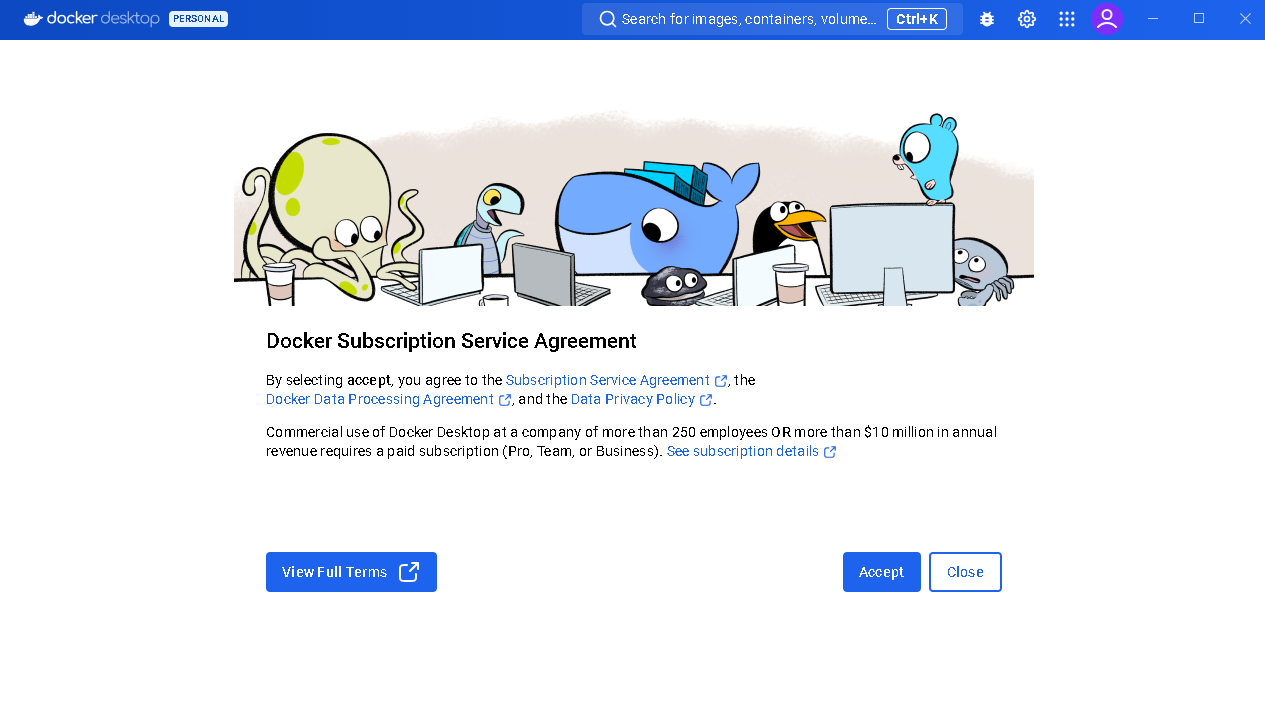 docker desktop PERSONAL
Search for images, containers, volume... Ctrl+K
Docker Subscription Service Agreement
By selecting accept, you agree to the Subscription Service Agreement, the
Docker Data Processing Agreement, and the Data Privacy Policy.
Commercial use of Docker Desktop at a company of more than 250 employees OR more than $10 million in annual
revenue requires a paid subscription (Pro, Team, or Business). See subscription details
View Full Terms
Accept
Close